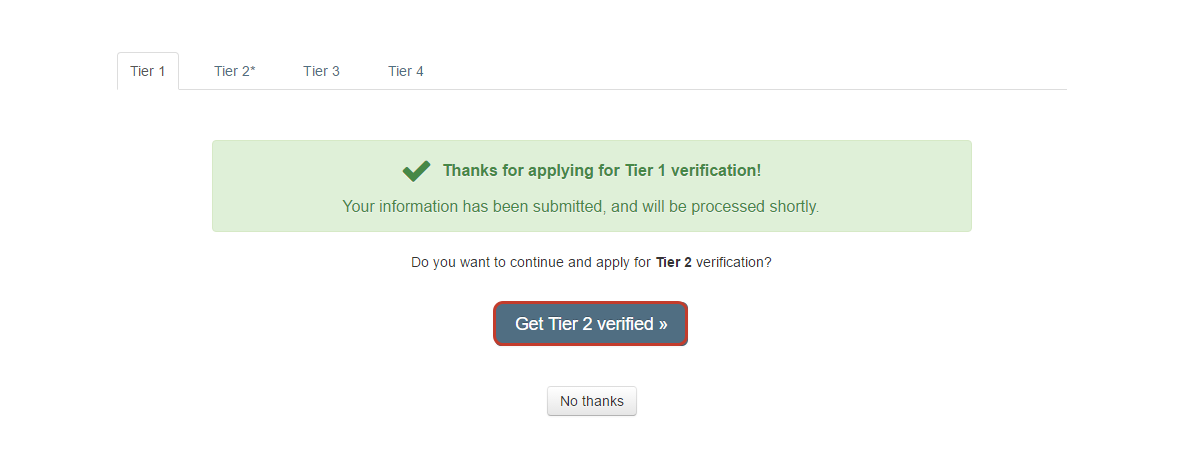 Tier 1 Tier 2* Tier 3 Tier 4
Thanks for applying for Tier 1 verification!
Your information has been submitted, and will be processed shortly.
Do you want to continue and apply for Tier 2 verification?
Get Tier 2 verified »
No thanks